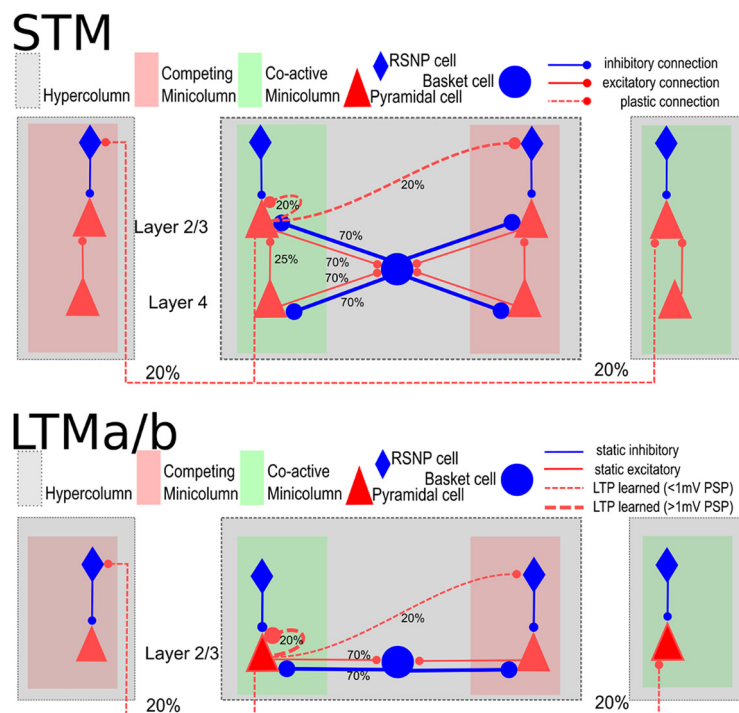 STM
Hypercolumn
Competing
Minicolumn
Co-active
Minicolumn
RSNP cell
Pyramidal cell
Basket cell
inhibitory connection
excitatory connection
plastic connection
20%
20%
Layer 2/3
70%
25%
70%
70%
Layer 4
70%
20%
20%
LTMa/b
Hypercolumn
Competing
Minicolumn
Co-active
Minicolumn
RSNP cell
Pyramidal cell
Basket cell
static inhibitory
static excitatory
LTP learned (<1mV PSP)
LTP learned (>1mV PSP)
20%
20%
Layer 2/3
70%
70%
20%
20%